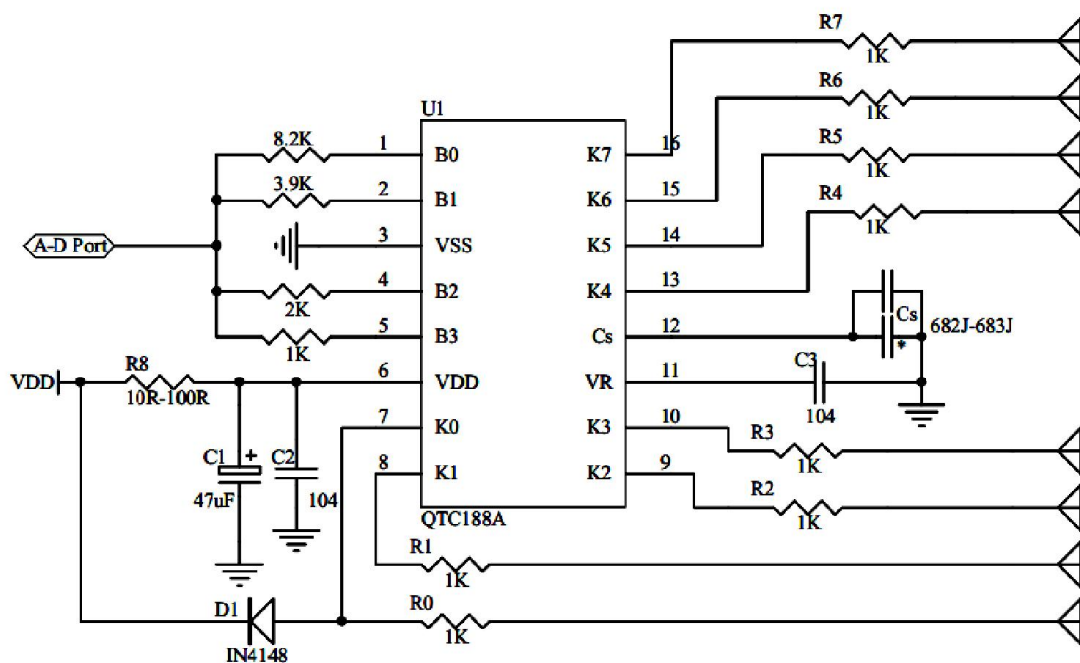 R7
1K
R6
1K
U1
8.2K
1
B0
K7
16
R5
1K
3.9K
2
B1
K6
15
R4
1K
A-D Port
3
VSS
K5
14
4
B2
K4
13
2K
5
B3
Cs
12
Cs
682J-683J
1K
*
R8
VDD
10R-100R
6
VDD
VR
11
C3
104
7
K0
K3
10
R3
1K
C1
+
C2
8
K1
K2
9
R2
1K
47uF
104
QTC188A
R1
1K
D1
R0
1K
IN4148